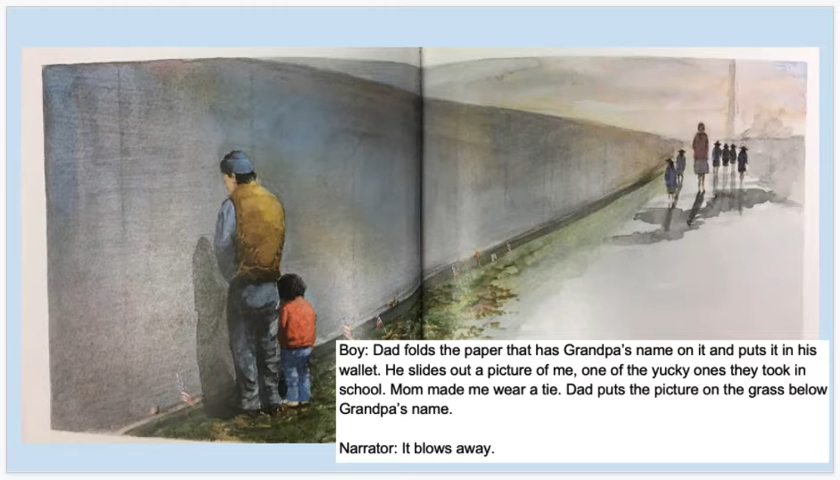 Boy: Dad folds the paper that has Grandpa's name on it and puts it in his
wallet. He slides out a picture of me, one of the yucky ones they took in
school. Mom made me wear a tie. Dad puts the picture on the grass below
Grandpa's name.
Narrator: It blows away.